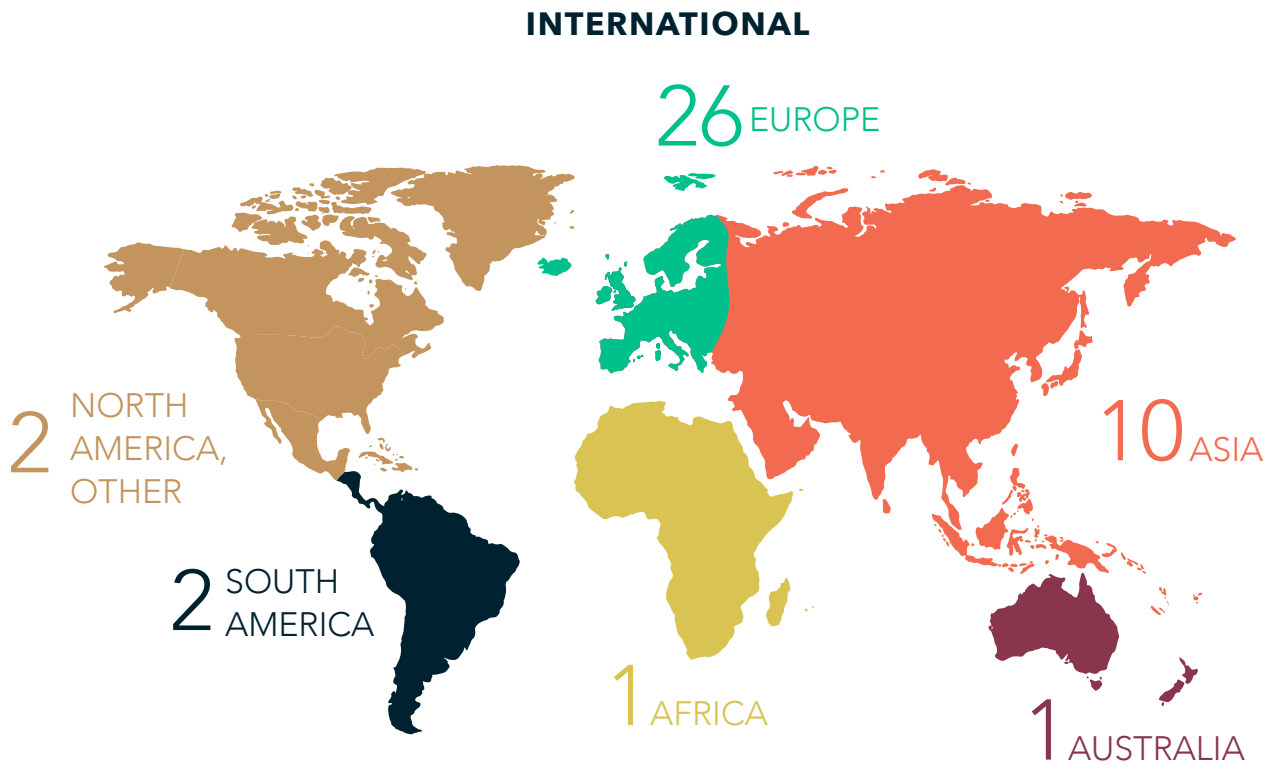 INTERNATIONAL
26 EUROPE
2 NORTH
AMERICA,
OTHER
10 ASIA
2 SOUTH
AMERICA
1 AFRICA
1 AUSTRALIA